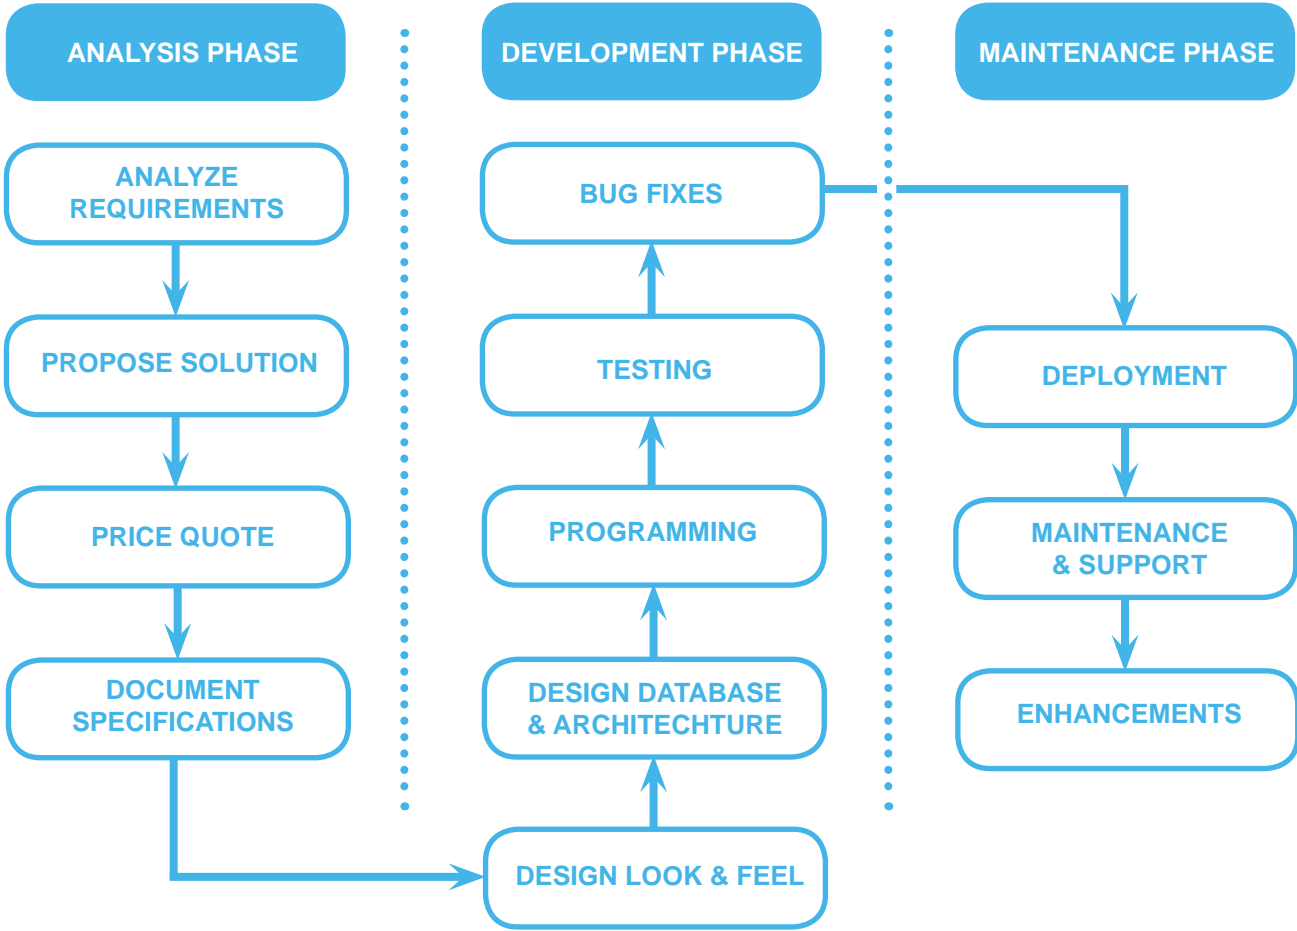 ANALYSIS PHASE
DEVELOPMENT PHASE
MAINTENANCE PHASE
ANALYZE
REQUIREMENTS
PROPOSE SOLUTION
PRICE QUOTE
DOCUMENT
SPECIFICATIONS
BUG FIXES
TESTING
PROGRAMMING
DESIGN DATABASE
& ARCHITECHTURE
DESIGN LOOK & FEEL
DEPLOYMENT
MAINTENANCE
& SUPPORT
ENHANCEMENTS